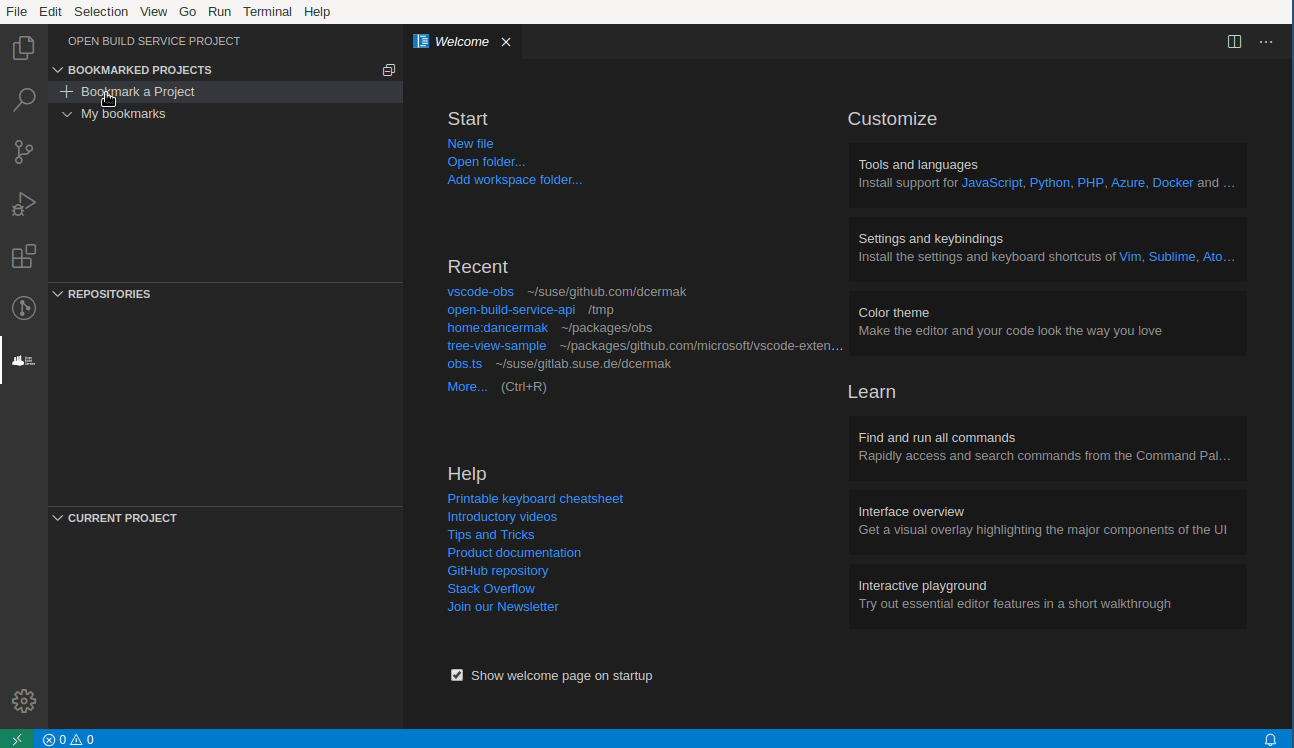 File Edit Selection View Go Run Terminal Help
OPEN BUILD SERVICE PROJECT
BOOKMARKED PROJECTS
Bookmark a Project
My bookmarks
REPOSITORIES
CURRENT PROJECT
Welcome
Start
New file
Open folder...
Add workspace folder...
Recent
vscode-obs ~/suse/github.com/dcermak
open-build-service-api /tmp
home:dancermak ~/packages/obs
tree-view-sample ~/packages/github.com/microsoft/vscode-exten…
obs.ts ~/suse/gitlab.suse.de/dcermak
More... (Ctrl+R)
Help
Printable keyboard cheatsheet
Introductory videos
Tips and Tricks
Product documentation
GitHub repository
Stack Overflow
Join our Newsletter
Show welcome page on startup
Customize
Tools and languages
Install support for JavaScript, Python, PHP, Azure, Docker and …
Settings and keybindings
Install the settings and keyboard shortcuts of Vim, Sublime, Ato…
Color theme
Make the editor and your code look the way you love
Learn
Find and run all commands
Rapidly access and search commands from the Command Pal…
Interface overview
Get a visual overlay highlighting the major components of the UI
Interactive playground
Try out essential editor features in a short walkthrough
0 0